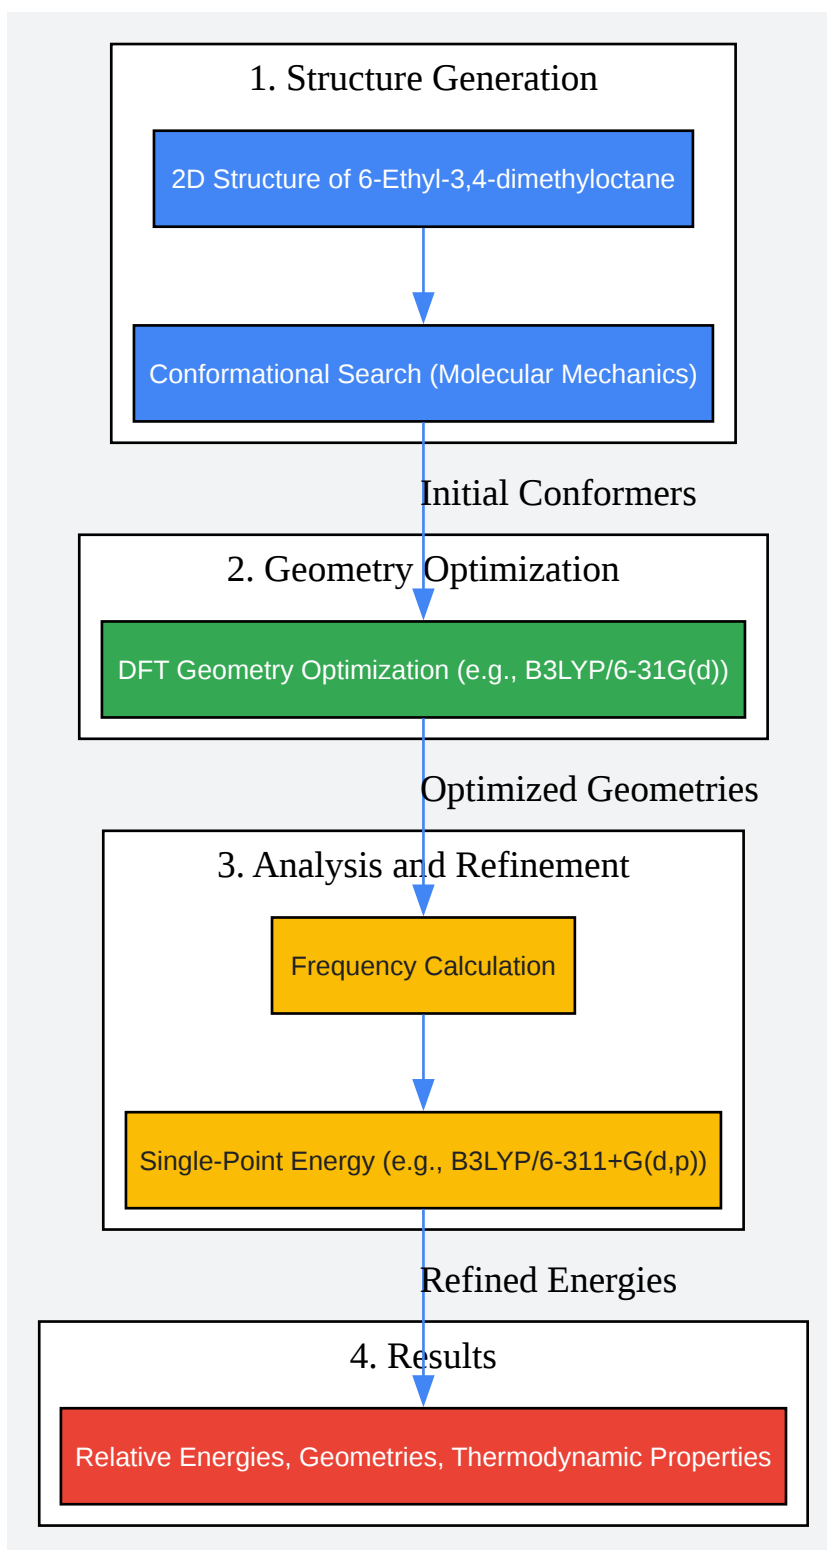 1. Structure Generation
2D Structure of 6-Ethyl-3,4-dimethyloctane
Conformational Search (Molecular Mechanics)
Initial Conformers
2. Geometry Optimization
DFT Geometry Optimization (e.g., B3LYP/6-31G(d))
Optimized Geometries
3. Analysis and Refinement
Frequency Calculation
Single-Point Energy (e.g., B3LYP/6-311+G(d,p))
Refined Energies
4. Results
Relative Energies, Geometries, Thermodynamic Properties